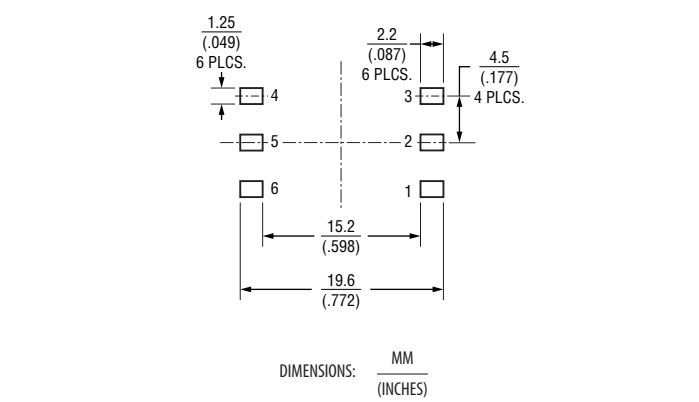 1.25
(.049)
6 PLCS.
2.2
(.087)
6 PLCS.
4.5
(.177)
4 PLCS.
4
3
5
2
6
1
15.2
(.598)
19.6
(.772)
DIMENSIONS:
MM
(INCHES)